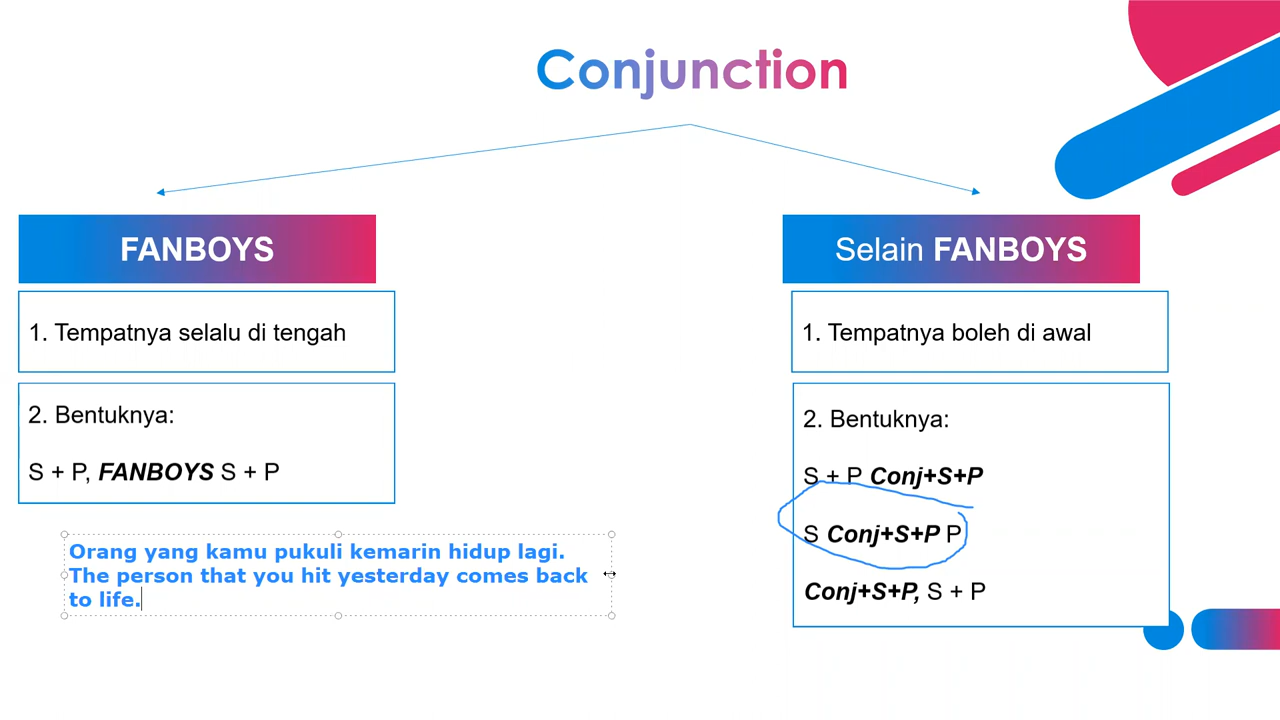 Conjunction
FANBOYS
1. Tempatnya selalu di tengah
2. Bentuknya:
S + P, FANBOYS S + P
Orang yang kamu pukuli kemarin hidup lagi.
The person that you hit yesterday comes back
to life.
Selain FANBOYS
1. Tempatnya boleh di awal
2. Bentuknya:
S + P Conj+S+P
S Conj+S+P P
Conj+S+P, S + P